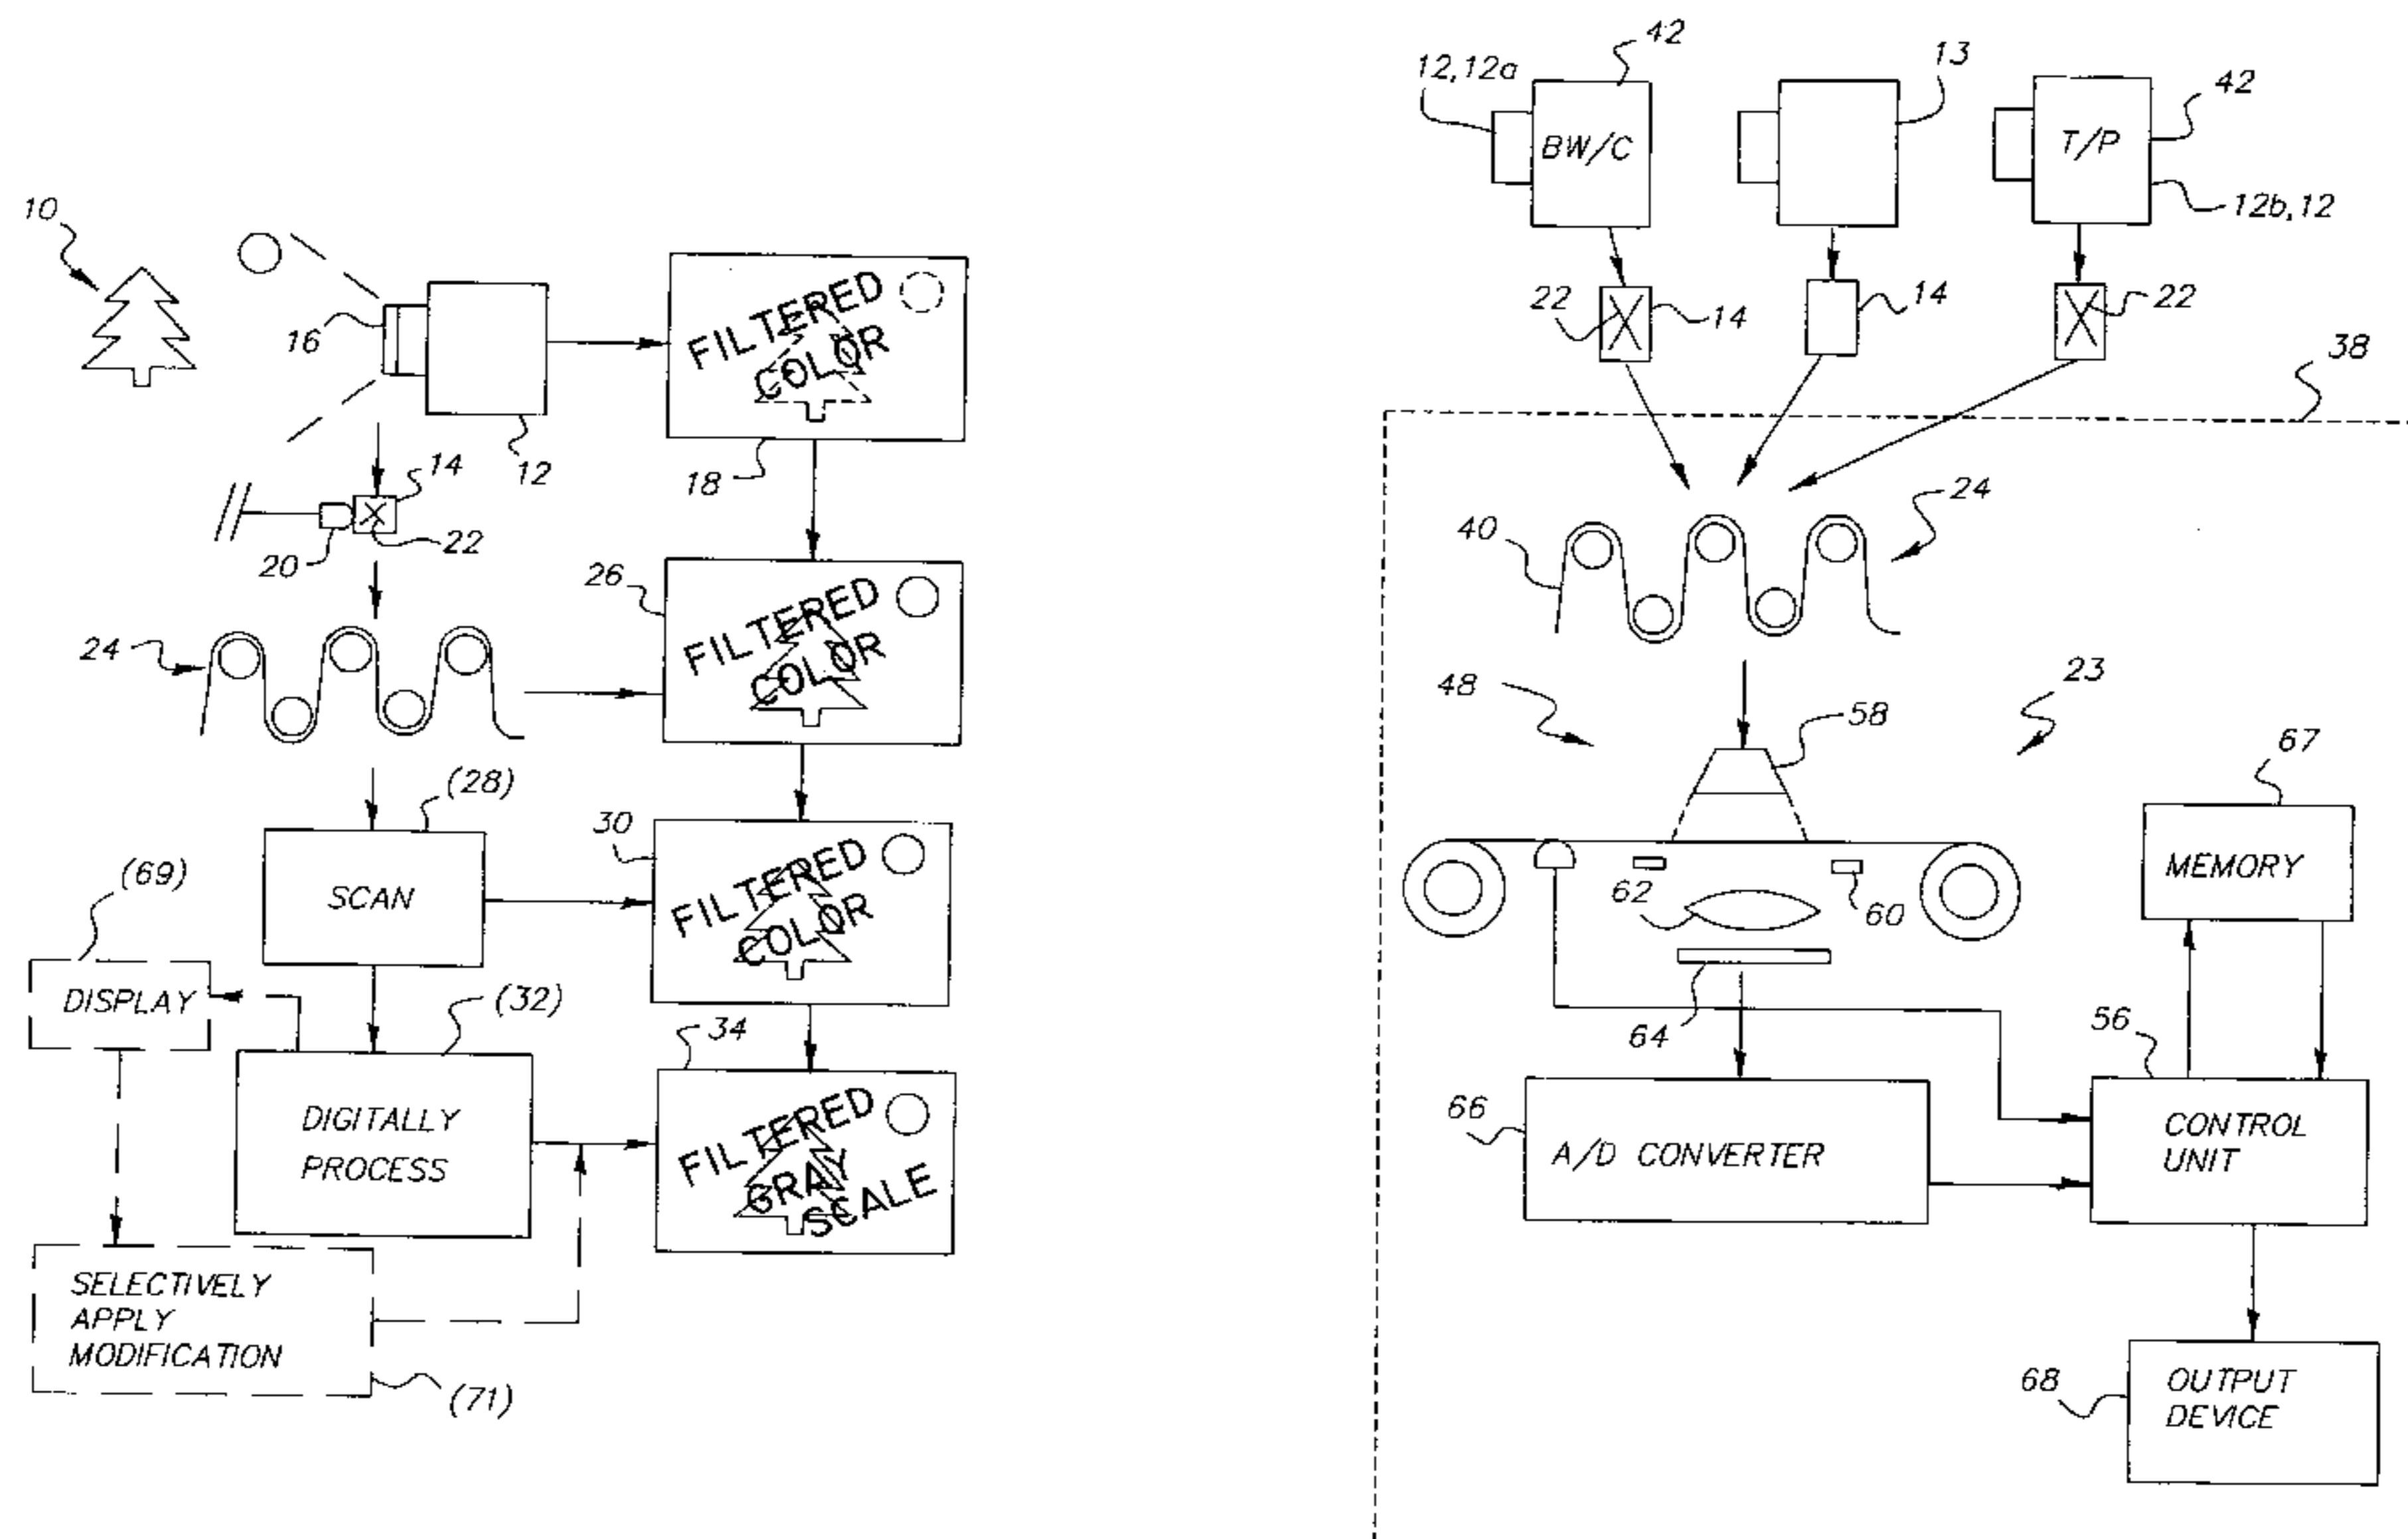 10
16
12
FILTERED
COLOR
18
14
20
22
24
26
FILTERED
COLOR
(28)
SCAN
30
FILTERED
COLOR
(69)
DISPLAY
(32)
DIGITALLY
PROCESS
34
FILTERED
GRAY
SCALE
SELECTIVELY
APPLY
MODIFICATION
(71)
12,12a
42
BW/C
13
T/P
42
12b,12
22
14
14
22
38
40
24
48
23
58
62
60
67
MEMORY
64
56
66
A/D CONVERTER
CONTROL
UNIT
68
OUTPUT
DEVICE